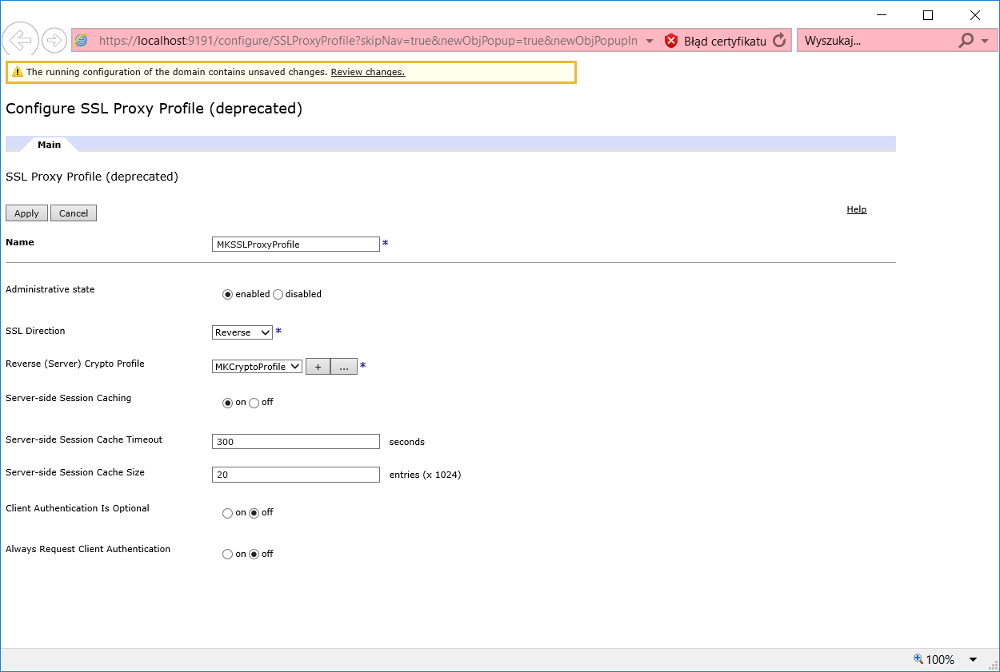 https://localhost:9191/configure/SSLProxyProfile?skipNav=true&newObjPopup=true&newObjPopupIn Błąd certyfikatu Wyszukaj...
The running configuration of the domain contains unsaved changes. Review changes.
Configure SSL Proxy Profile (deprecated)
Main
SSL Proxy Profile (deprecated)
Apply Cancel Help
Name MKSSLProxyProfile *
Administrative state enabled disabled
SSL Direction Reverse *
Reverse (Server) Crypto Profile MKCryptoProfile + ... *
Server-side Session Caching on off
Server-side Session Cache Timeout 300 seconds
Server-side Session Cache Size 20 entries (x 1024)
Client Authentication Is Optional on off
Always Request Client Authentication on off
100%